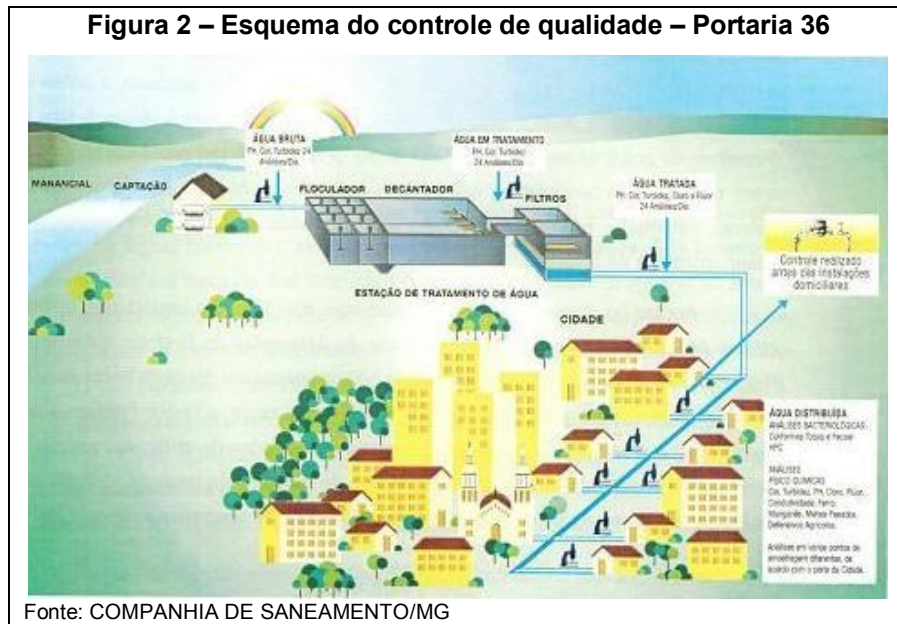 Figura 2 – Esquema do controle de qualidade – Portaria 36
ÁGUA BRUTA
PH, Cor, Turbidez 24
Análises/Dia
ÁGUA EM TRATAMENTO
PH, Cor, Turbidez
24 Análises/Dia
MANANCIAL
CAPTAÇÃO
FLOCULADOR
DECANTADOR
FILTROS
ÁGUA TRATADA
PH, Cor, Turbidez, Cloro e Flúor
24 Análises/Dia
Controle realizado
antes das instalações
domiciliares
ESTAÇÃO DE TRATAMENTO DE ÁGUA
CIDADE
ÁGUA DISTRIBUÍDA
ANÁLISES BACTERIOLÓGICAS
Coliformes Totais e Fecais
HPC
ANÁLISES
FÍSICO QUÍMICAS
Cor, Turbidez, PH, Cloro, Flúor,
Condutividade, Ferro,
Manganês, Metais Pesados,
Defensivos Agrícolas.
Análises em vários pontos de
amostragem diferentes, de
acordo com o porte da Cidade.
Fonte: COMPANHIA DE SANEAMENTO/MG